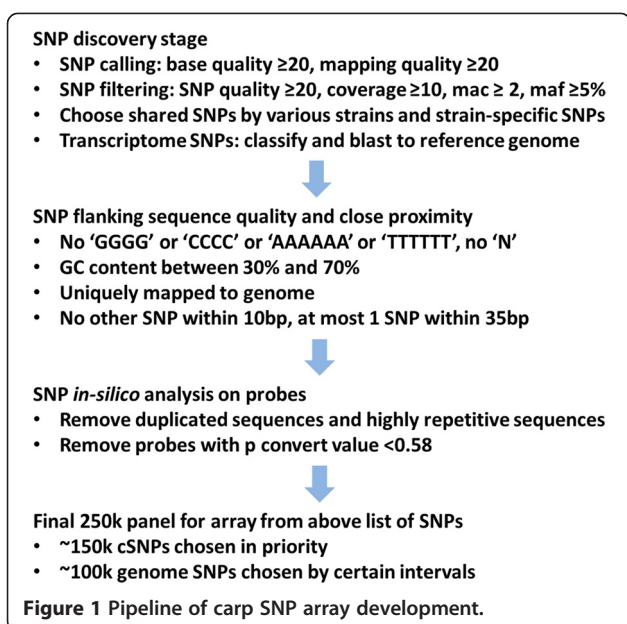 SNP discovery stage
• SNP calling: base quality ≥20, mapping quality ≥20
• SNP filtering: SNP quality ≥20, coverage ≥10, mac ≥ 2, maf ≥5%
• Choose shared SNPs by various strains and strain-specific SNPs
• Transcriptome SNPs: classify and blast to reference genome
SNP flanking sequence quality and close proximity
• No ‘GGGG’ or ‘CCCC’ or ‘AAAAAA’ or ‘TTTTTT’, no ‘N’
• GC content between 30% and 70%
• Uniquely mapped to genome
• No other SNP within 10bp, at most 1 SNP within 35bp
SNP in-silico analysis on probes
• Remove duplicated sequences and highly repetitive sequences
• Remove probes with p convert value <0.58
Final 250k panel for array from above list of SNPs
• ~150k cSNPs chosen in priority
• ~100k genome SNPs chosen by certain intervals
Figure 1 Pipeline of carp SNP array development.